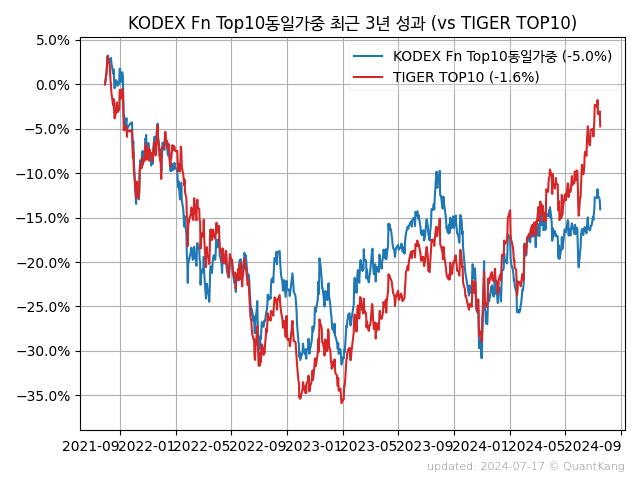 KODEX Fn Top10동일가중 최근 3년 성과 (vs TIGER TOP10)
KODEX Fn Top10동일가중 (-5.0%)
TIGER TOP10 (-1.6%)
5.0%
0.0%
−5.0%
−10.0%
−15.0%
−20.0%
−25.0%
−30.0%
−35.0%
2021-09 2022-01 2022-05 2022-09 2023-01 2023-05 2023-09 2024-01 2024-05 2024-09
updated: 2024-07-17 © QuantKang